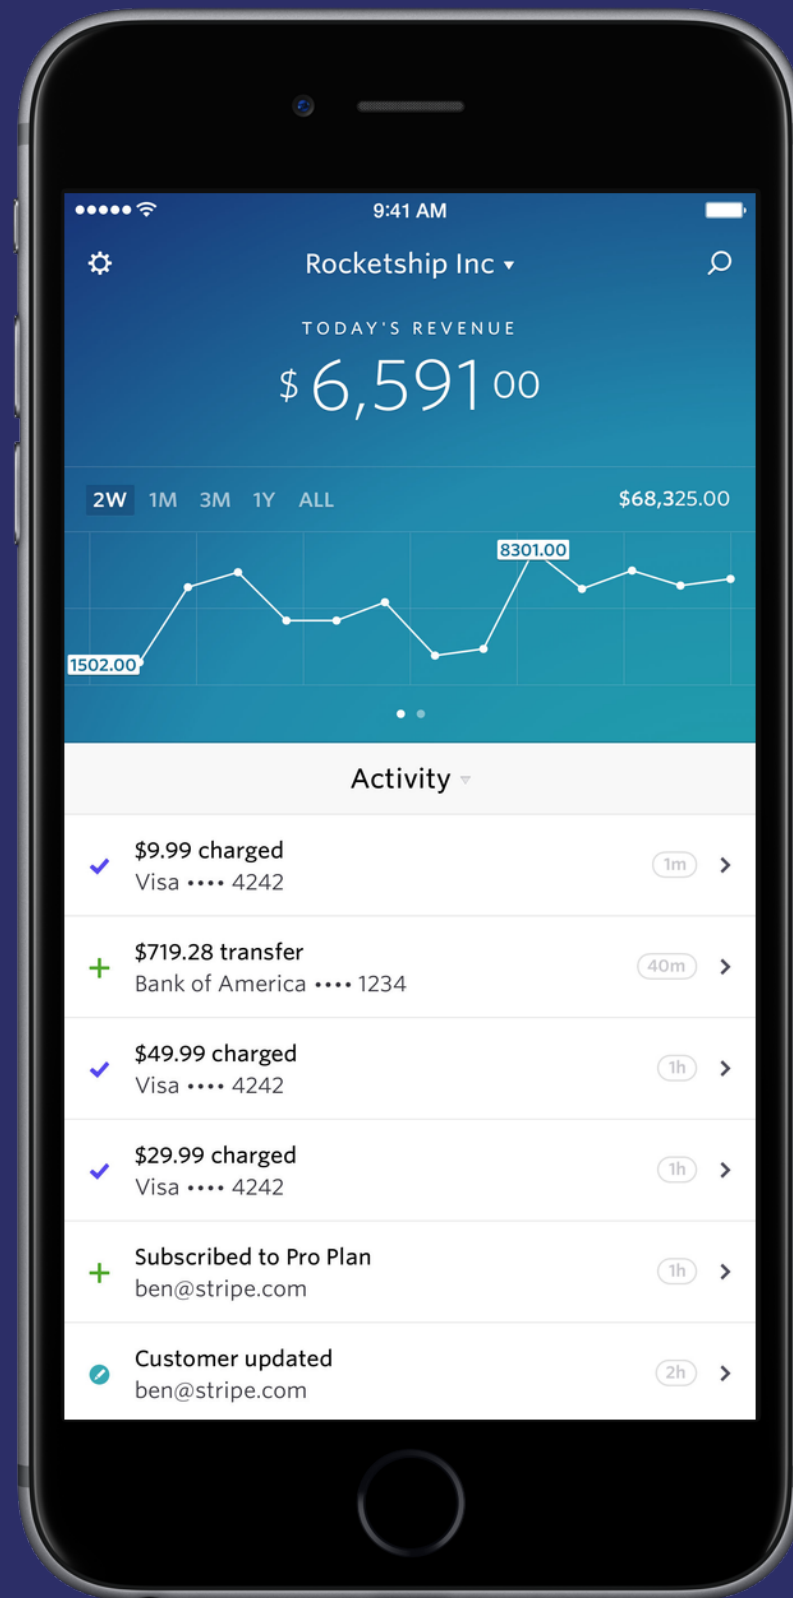 9:41 AM
Rocketship Inc
TODAY'S REVENUE
$6,591 00
2W 1M 3M 1Y ALL $68,325.00
8301.00
1502.00
Activity
$9.99 charged
Visa •••• 4242
1m
$719.28 transfer
Bank of America •••• 1234
40m
$49.99 charged
Visa •••• 4242
1h
$29.99 charged
Visa •••• 4242
1h
Subscribed to Pro Plan
ben@stripe.com
1h
Customer updated
ben@stripe.com
2h